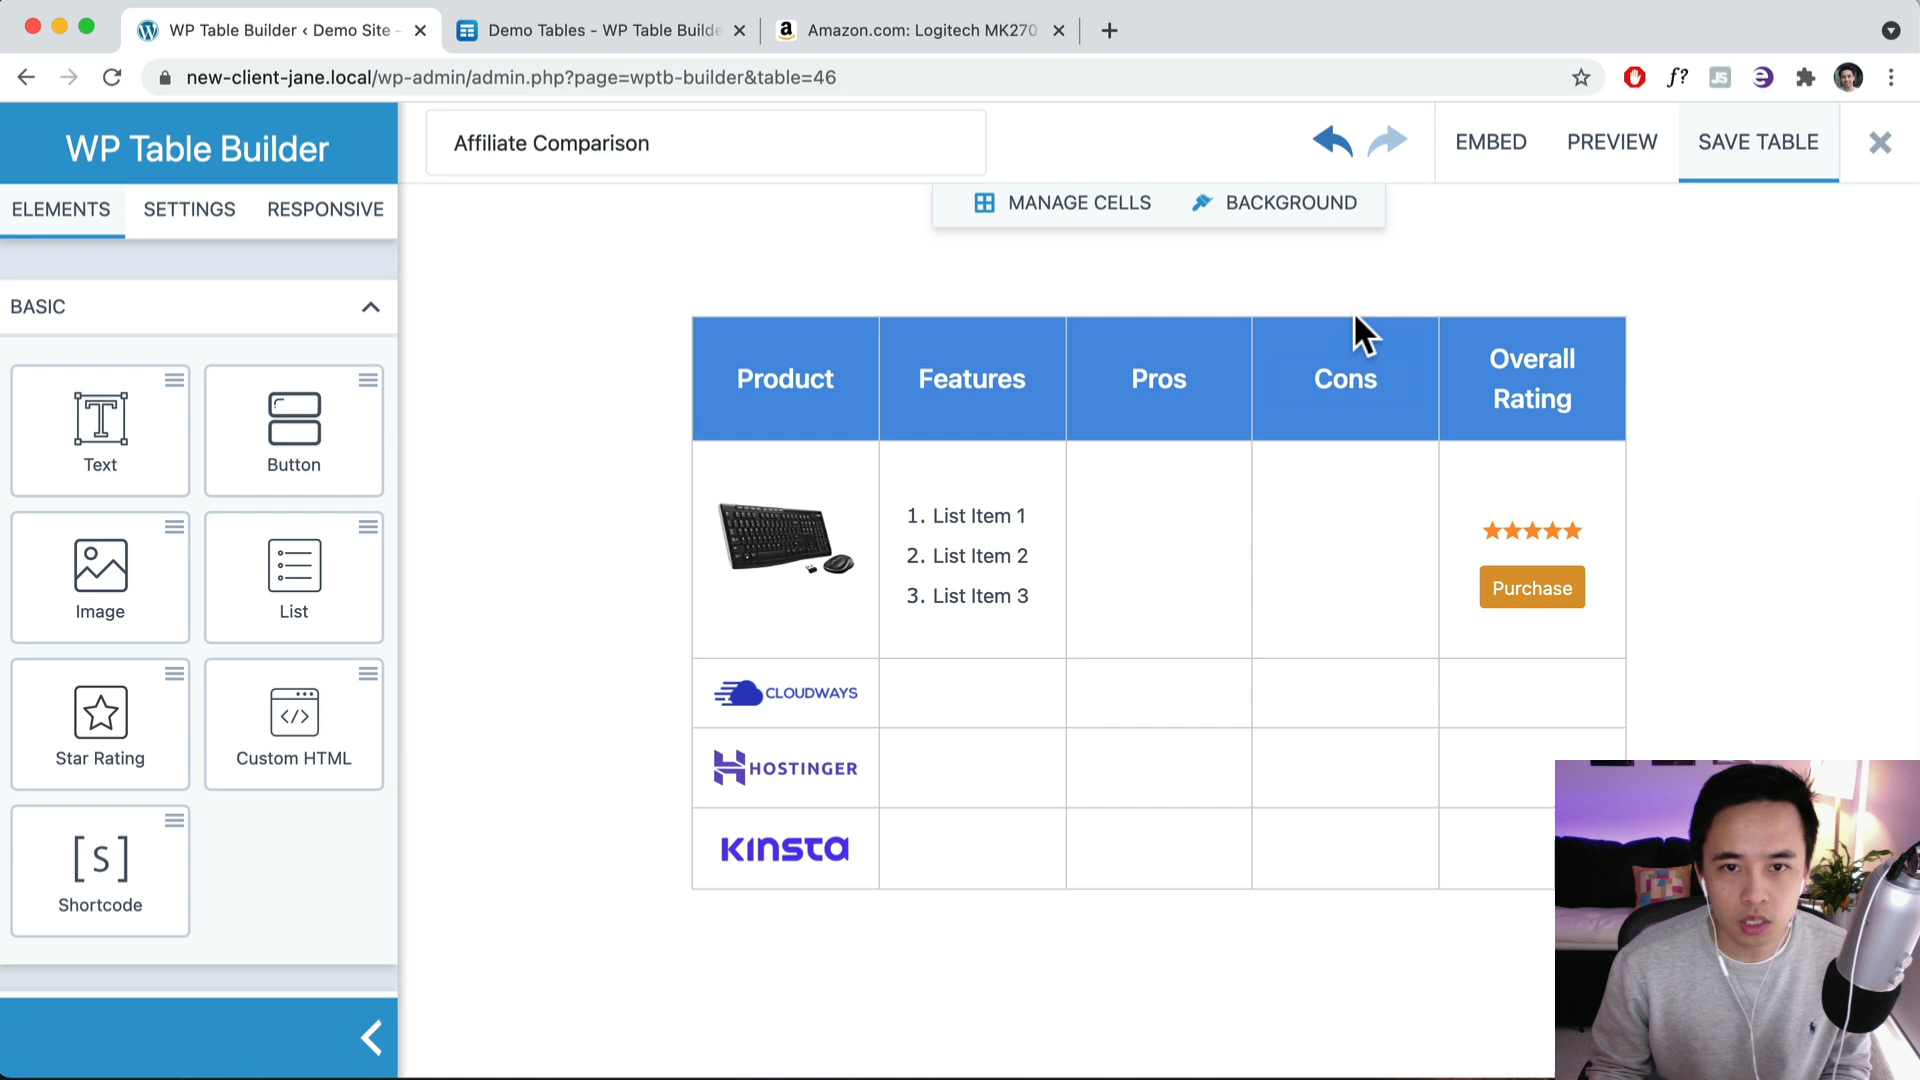 WP Table Builder ‹ Demo Site -
Demo Tables - WP Table Builde
Amazon.com: Logitech MK270
new-client-jane.local/wp-admin/admin.php?page=wptb-builder&table=46
f?
JS
WP Table Builder
Affiliate Comparison
EMBED
PREVIEW
SAVE TABLE
ELEMENTS
SETTINGS
RESPONSIVE
MANAGE CELLS
BACKGROUND
BASIC
Text
Button
Image
List
Star Rating
Custom HTML
[S]
Shortcode
Product
Features
Pros
Cons
Overall
Rating
1. List Item 1
2. List Item 2
3. List Item 3
Purchase
CLOUDWAYS
HOSTINGER
KINSTA